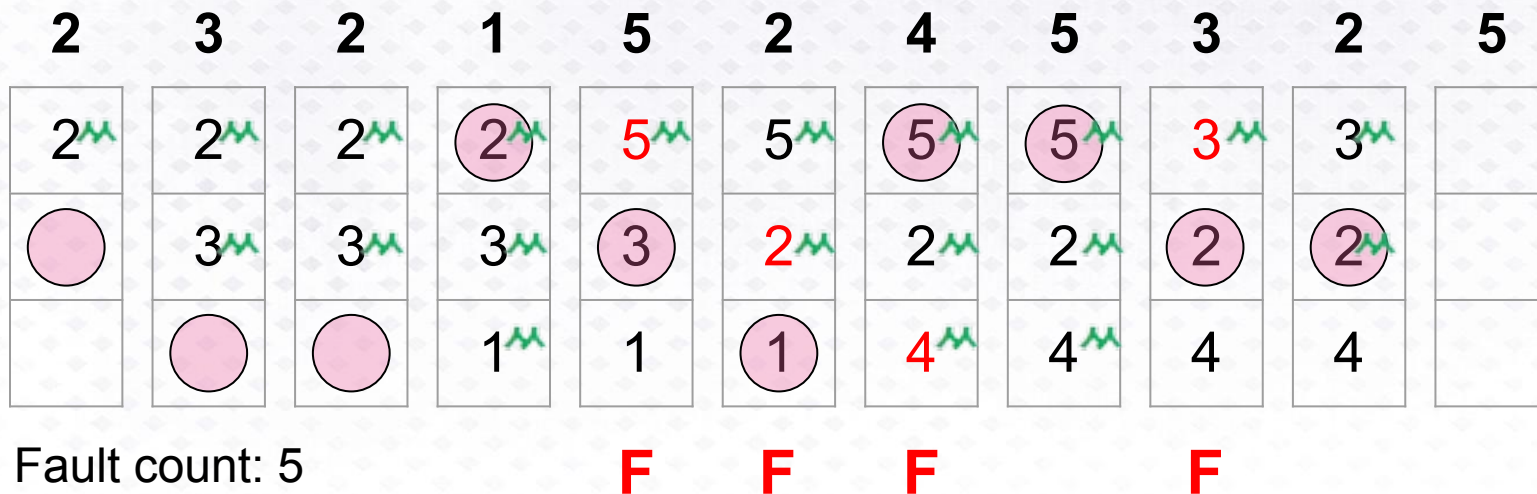 2 3 2 1 5 2 4 5 3 2 5
2 2 2 2 5 5 5 5 3 3
3 3 3 3 2 2 2 2 2
1 1 1 4 4 4 4
Fault count: 5 F F F F